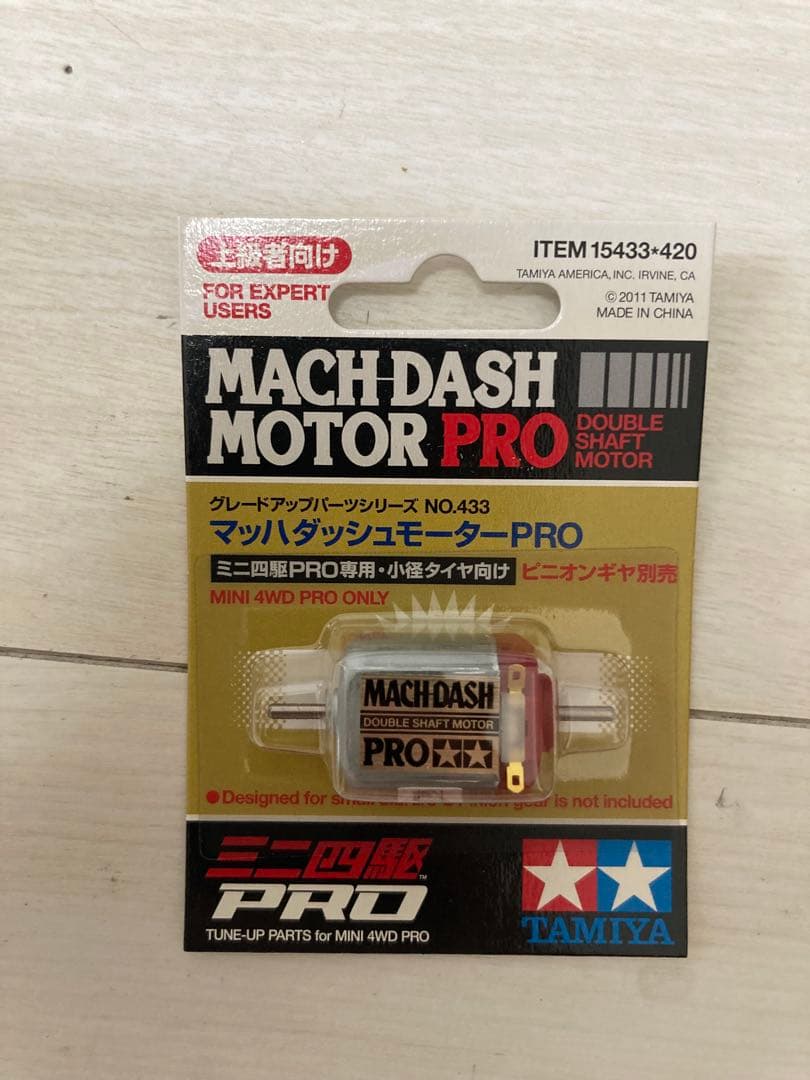 上級者向け
FOR EXPERT
USERS
ITEM 15433*420
TAMIYA AMERICA, INC. IRVINE, CA
© 2011 TAMIYA
MADE IN CHINA
MACH-DASH
MOTOR PRO
DOUBLE
SHAFT
MOTOR
グレードアップパーツシリーズ NO.433
マッハダッシュモーターPRO
ミニ四駆PRO専用・小径タイヤ向け ピニオンギヤ別売
MINI 4WD PRO ONLY
MACH-DASH
DOUBLE SHAFT MOTOR
PRO
●Designed for small gear is not included
ミニ四駆
PRO
TM
TUNE-UP PARTS for MINI 4WD PRO
TAMIYA